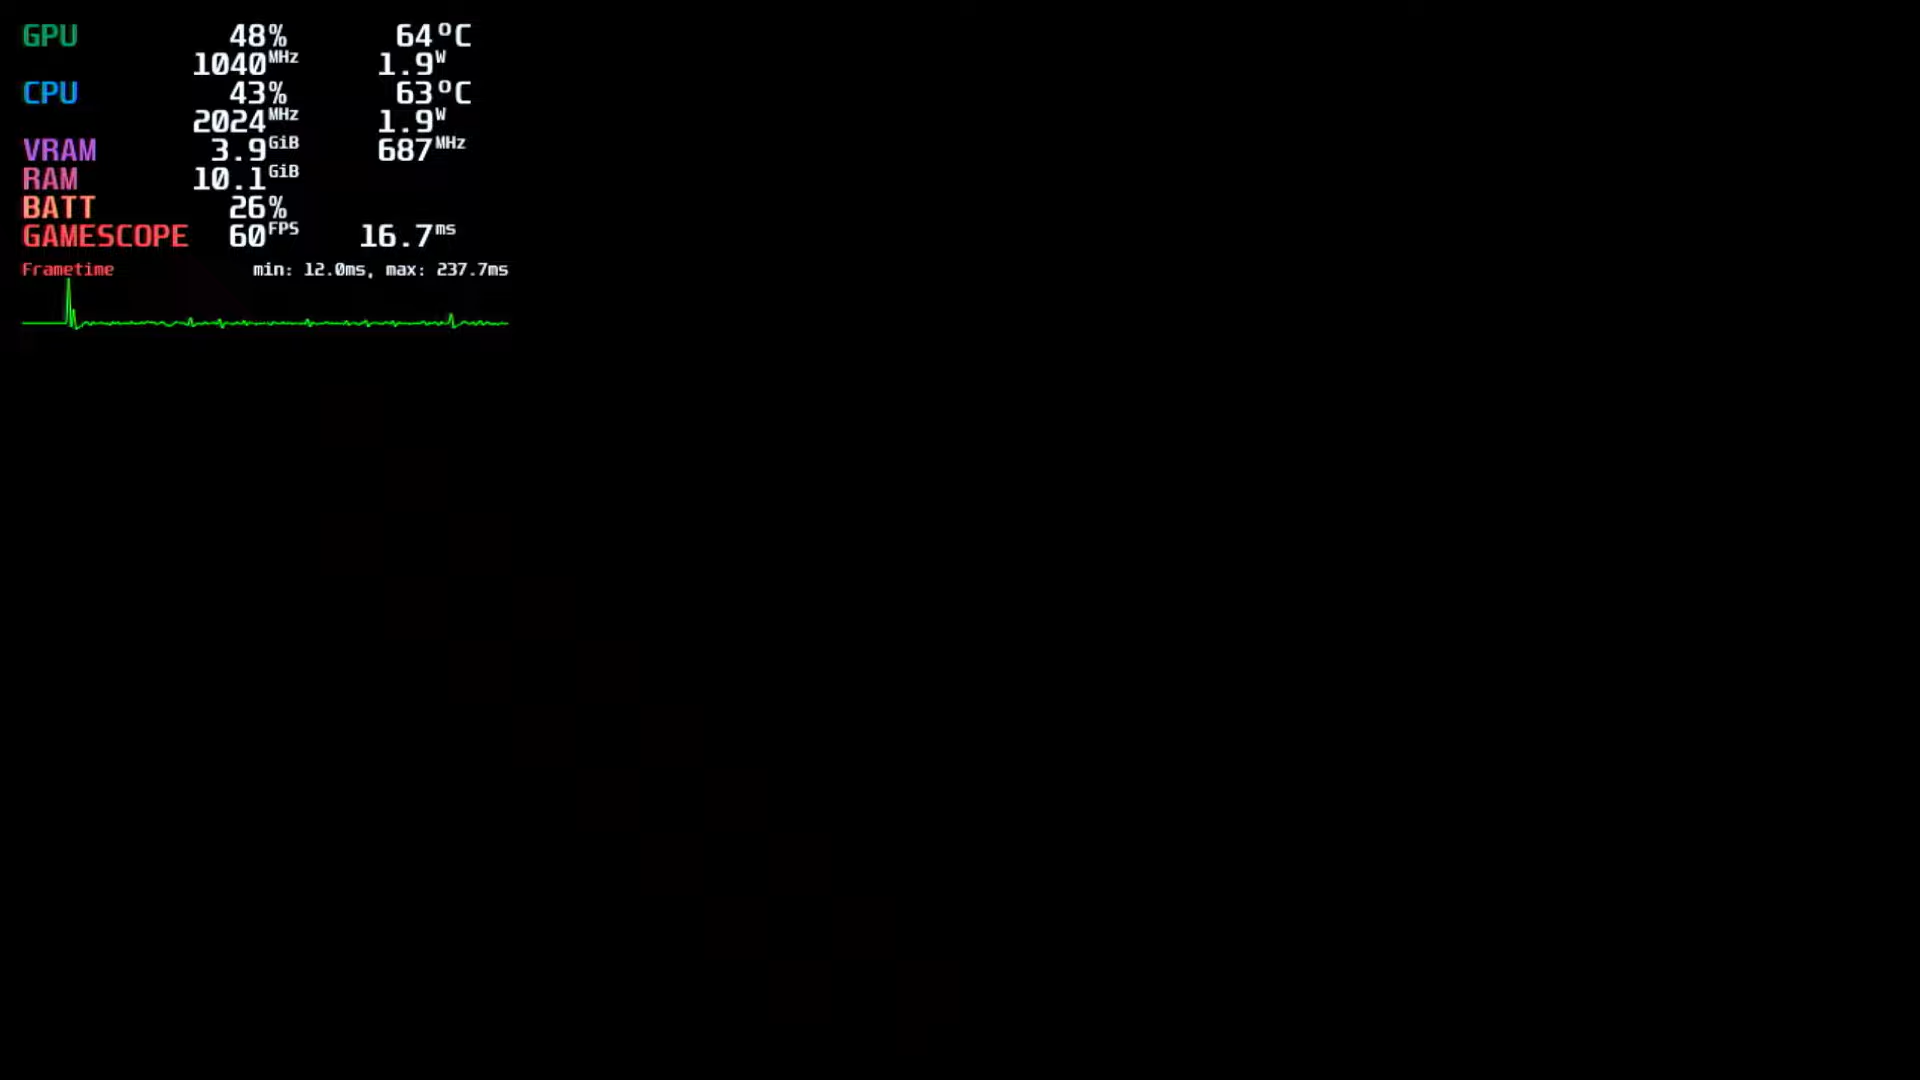 GPU 48% 64°C
1040MHz 1.9W
CPU 43% 63°C
2024MHz 1.9W
VRAM 3.9GiB 687MHz
RAM 10.1GiB
BATT 26%
GAMESCOPE 60FPS 16.7ms
Frametime min: 12.0ms, max: 237.7ms